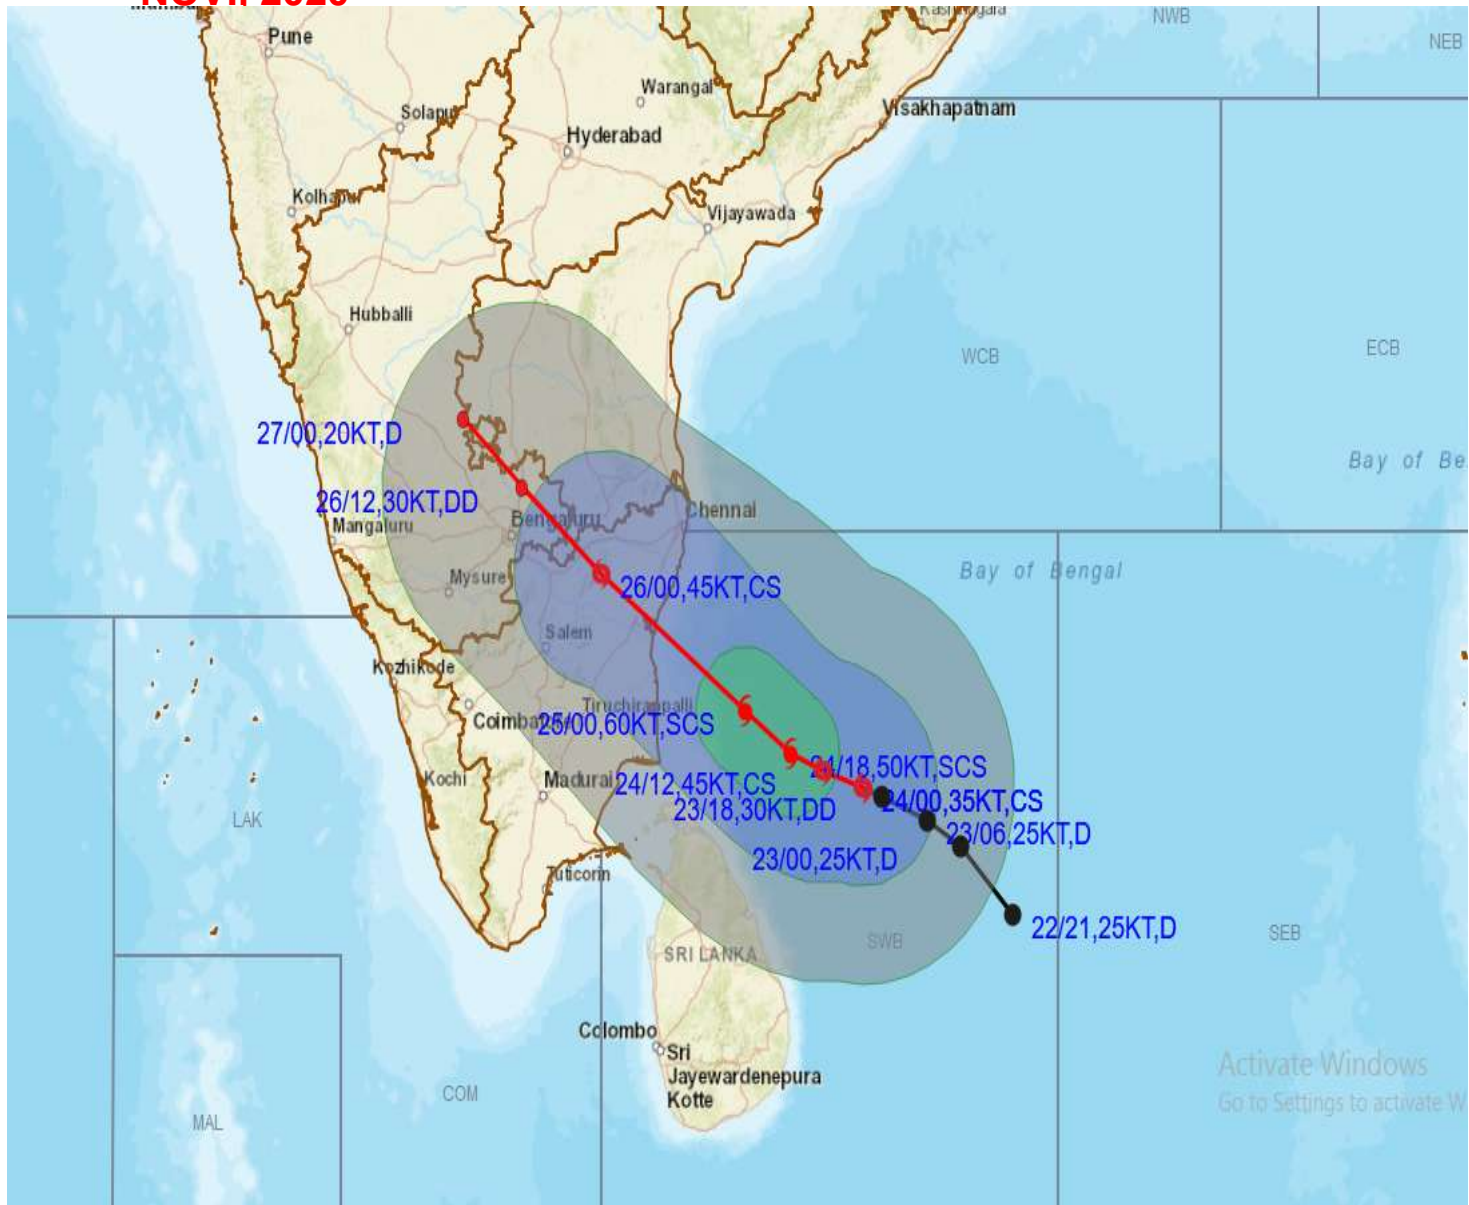 Pune
NWB
NEB
Warangal
Visakhapatnam
Solapur
Hyderabad
Kolhapur
Vijayawada
Hubballi
WCB
ECB
27/00,20KT,D
Bay of Be
26/12,30KT,DD
Chennai
Bengaluru
Mangaluru
Bay of Bengal
Mysure
26/00,45KT,CS
Salem
Kozhikode
Tiruchirappalli
Coimbatore
25/00,60KT,SCS
24/18,50KT,SCS
Kochi
Madurai
24/12,45KT,CS
24/00,35KT,CS
23/18,30KT,DD
LAK
23/06,25KT,D
23/00,25KT,D
Tuticorin
22/21,25KT,D
SWB
SEB
SRI LANKA
Colombo
Sri
Jayewardenepura
Kotte
Activate Windows
Go to Settings to activate W
COM
MAL